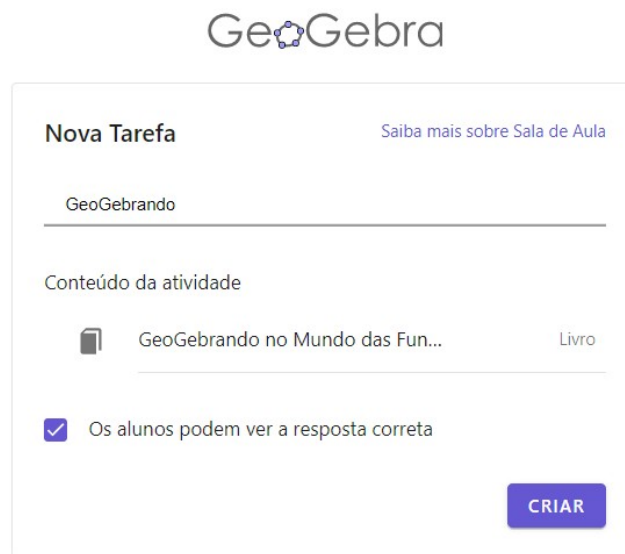 GeoGebra
Nova Tarefa
Saiba mais sobre Sala de Aula
GeoGebrando
Conteúdo da atividade
GeoGebrando no Mundo das Fun...
Livro
Os alunos podem ver a resposta correta
CRIAR